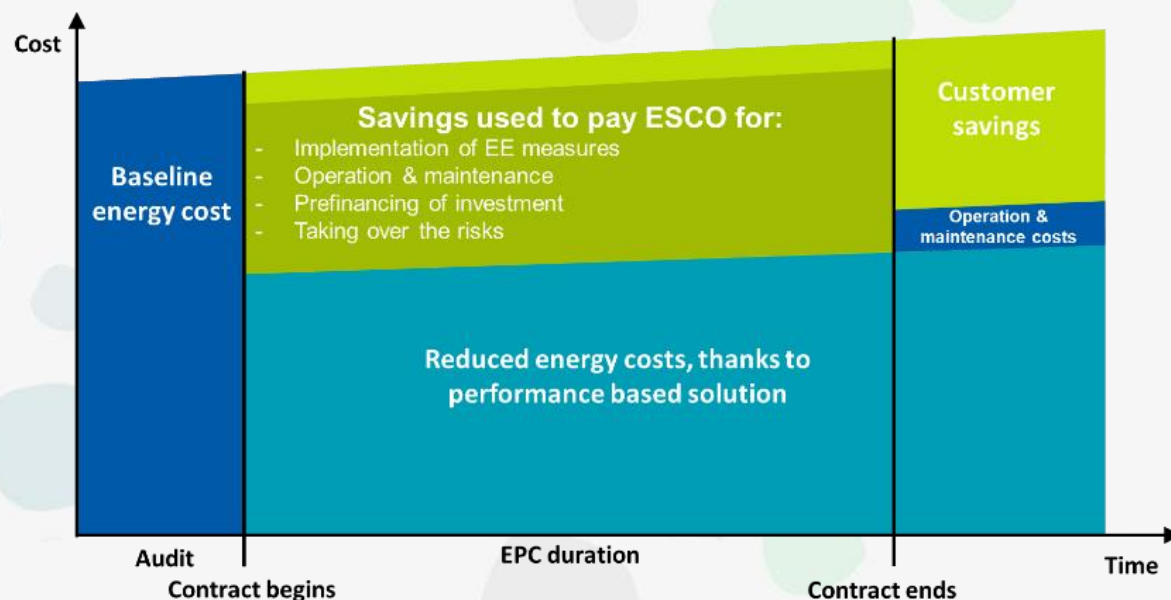 Cost
Baseline
energy cost
Savings used to pay ESCO for:
- Implementation of EE measures
- Operation & maintenance
- Prefinancing of investment
- Taking over the risks
Customer
savings
Operation &
maintenance costs
Reduced energy costs, thanks to
performance based solution
Audit
EPC duration
Time
Contract begins
Contract ends